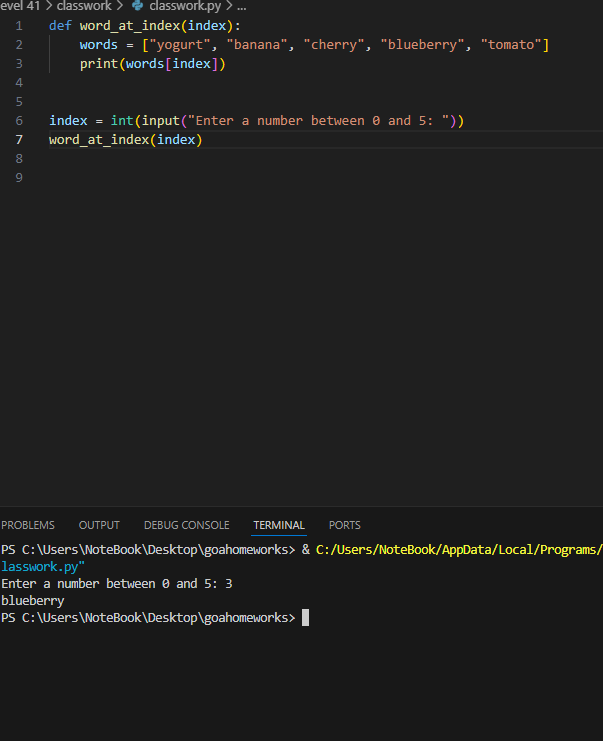 evel 41 > classwork > classwork.py > ...
1 def word_at_index(index):
2     words = ["yogurt", "banana", "cherry", "blueberry", "tomato"]
3     print(words[index])
4
5
6 index = int(input("Enter a number between 0 and 5: "))
7 word_at_index(index)
8
9
PROBLEMS OUTPUT DEBUG CONSOLE TERMINAL PORTS
PS C:\Users\NoteBook\Desktop\goahomeworks> & C:/Users/NoteBook/AppData/Local/Programs/
lasswork.py"
Enter a number between 0 and 5: 3
blueberry
PS C:\Users\NoteBook\Desktop\goahomeworks>